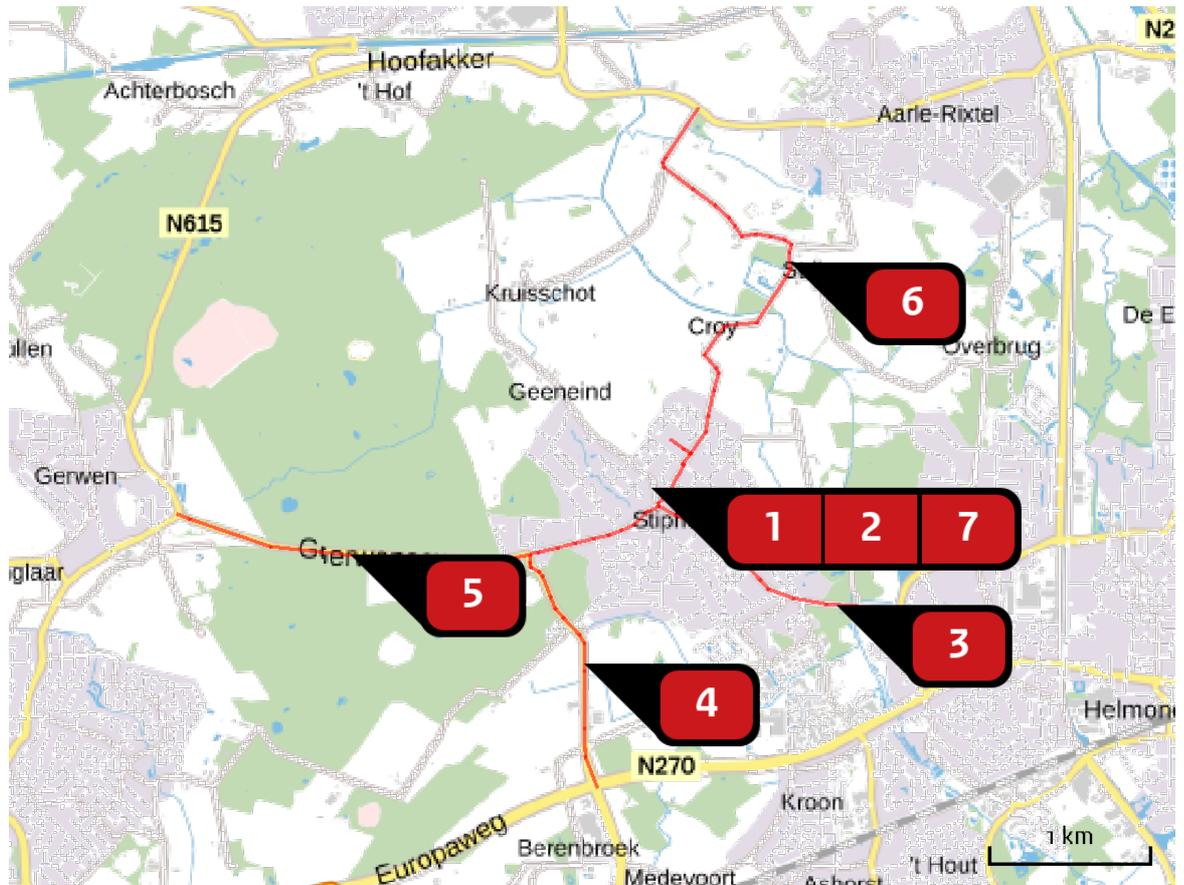 N2
Hoofakker
Achterbosch
't Hof
Aarle-Rixtel
N615
6
Kruisschot
De E
Croy
Overbrug
Geeneind
Gerwen
1 2 7
5
3
4
Helmon
N270
Kroon
1 km
Europaweg
Berenbroek
't Hout
Medevoort